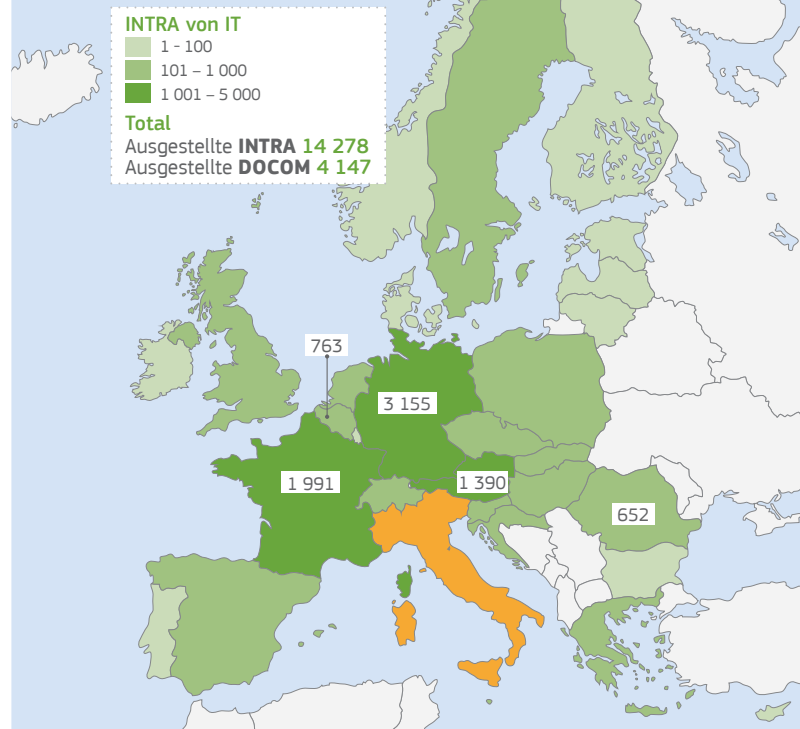 INTRA von IT
1 - 100
101 – 1 000
1 001 – 5 000
Total
Ausgestellte INTRA 14 278
Ausgestellte DOCOM 4 147
763
3 155
1 991
1 390
652